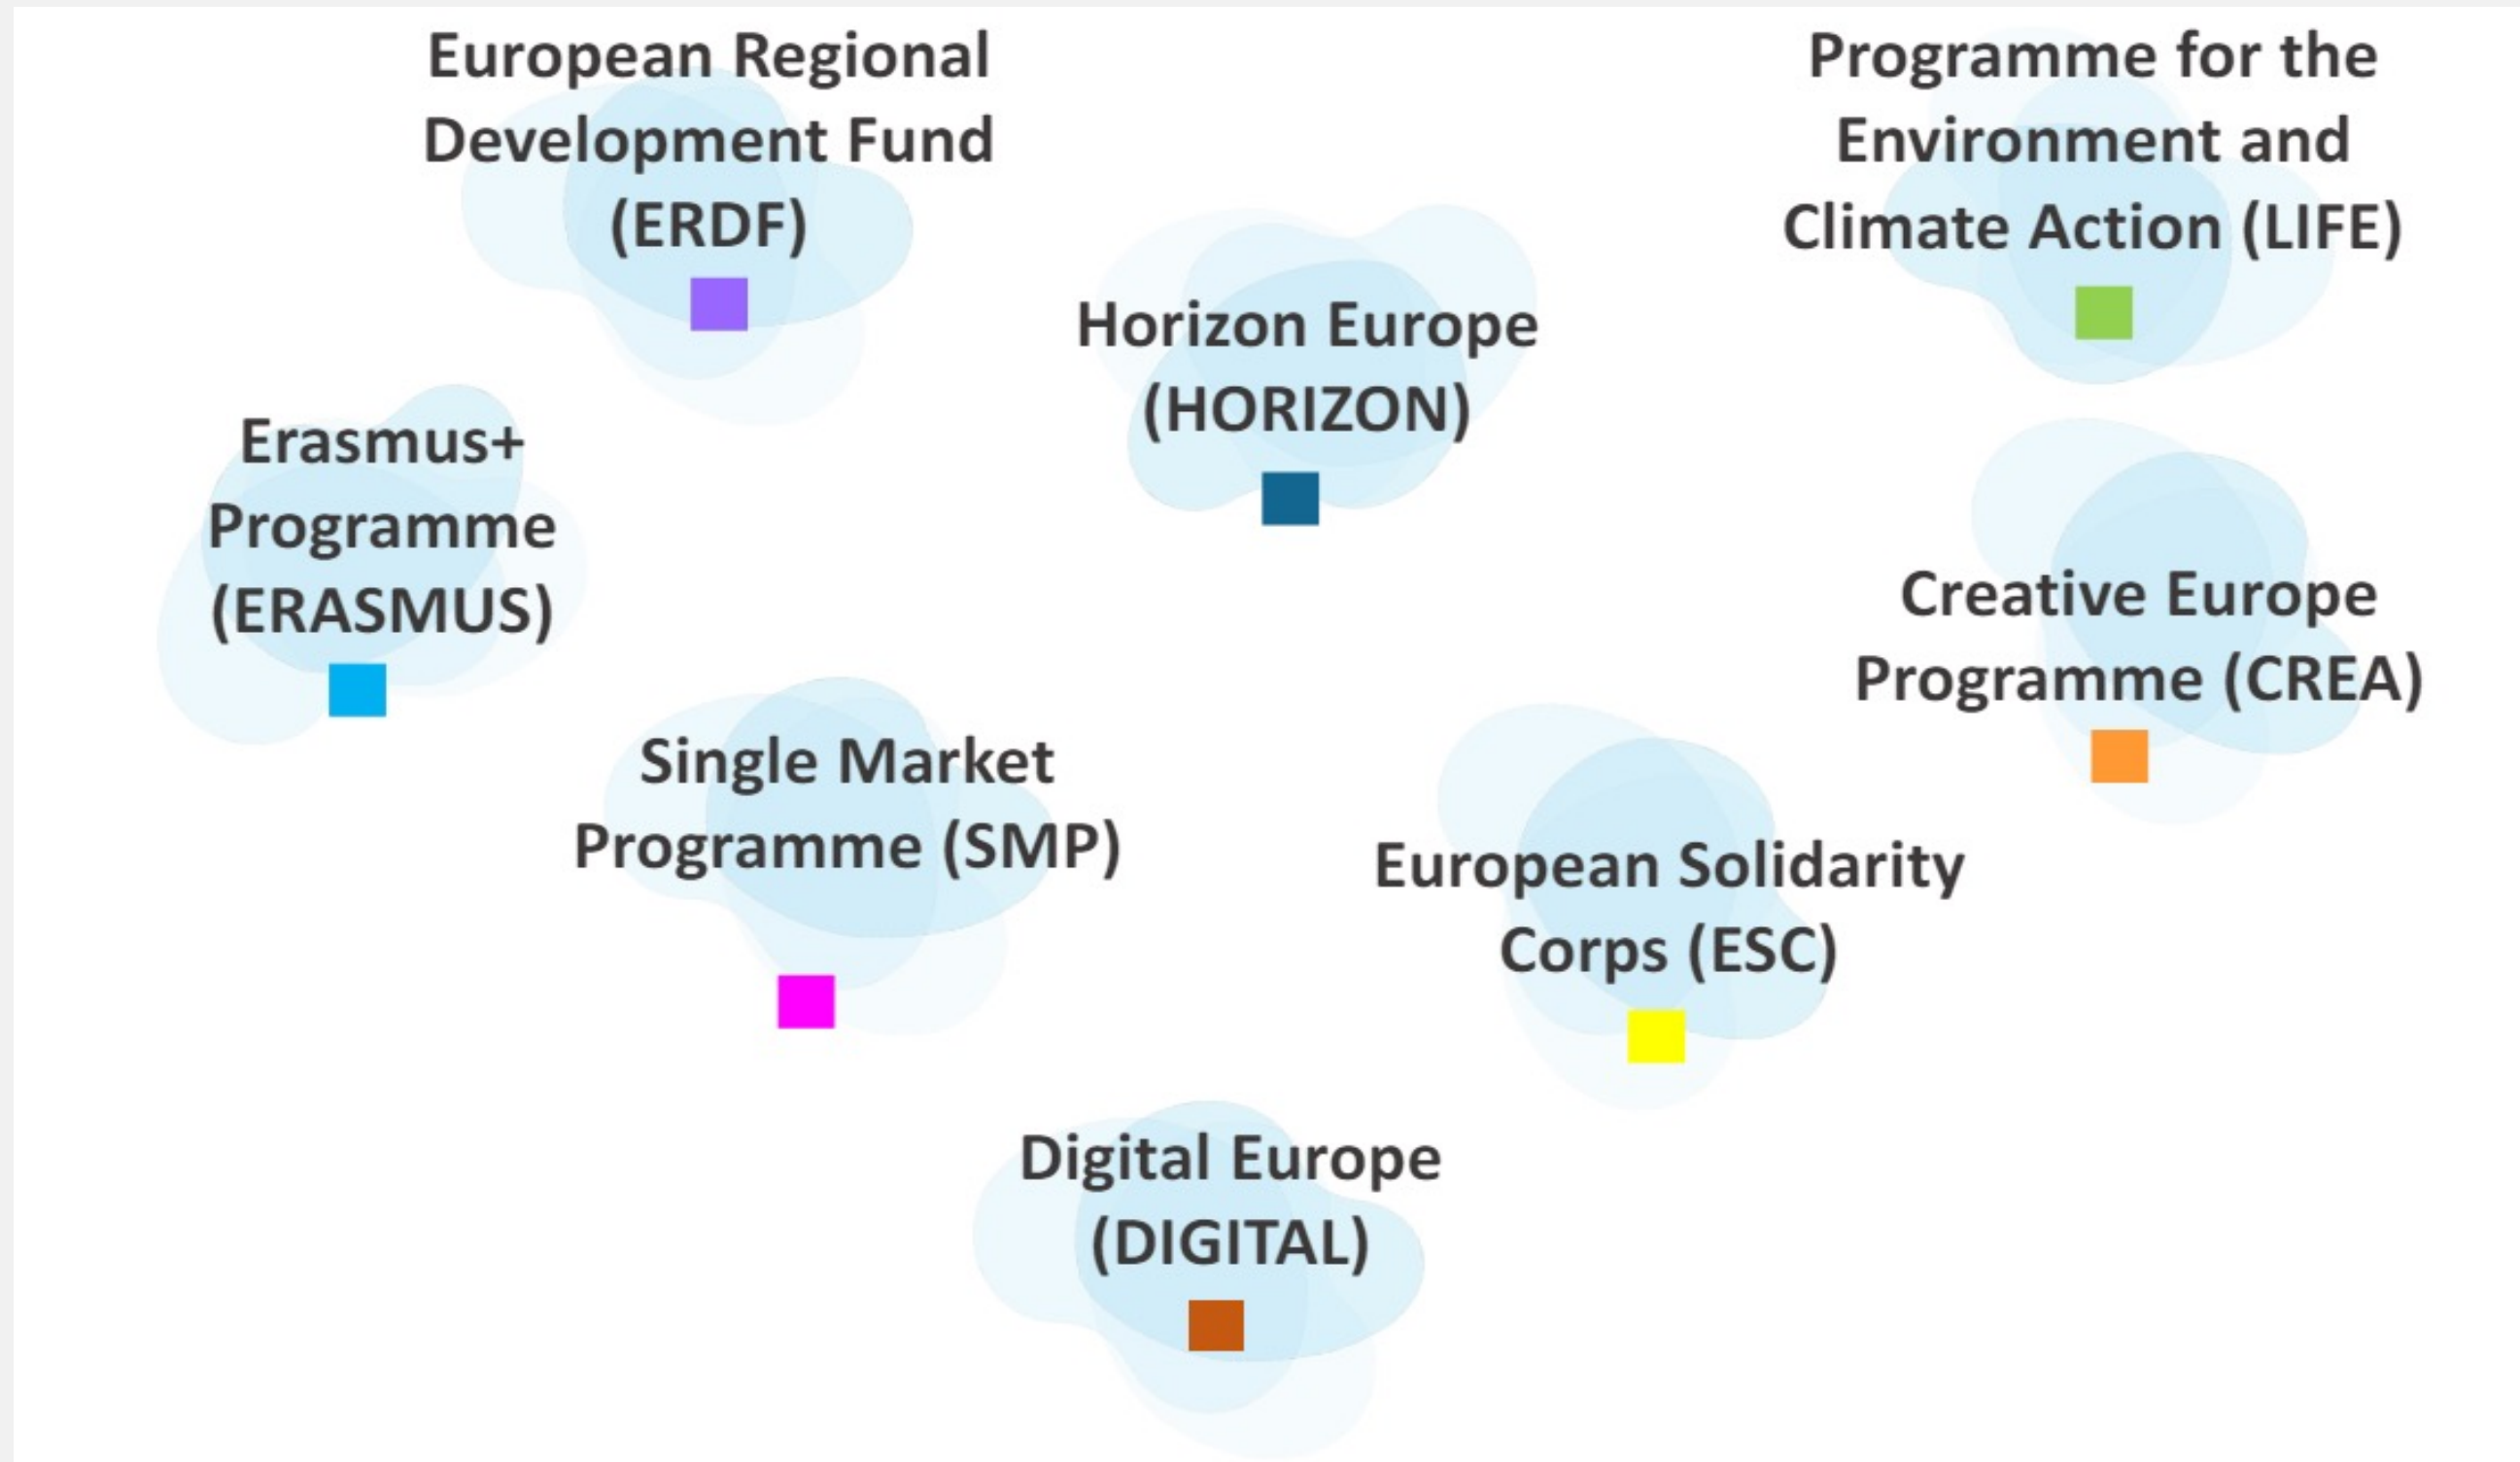 European Regional
Development Fund
(ERDF)
Programme for the
Environment and
Climate Action (LIFE)
Horizon Europe
(HORIZON)
Erasmus+
Programme
(ERASMUS)
Creative Europe
Programme (CREA)
Single Market
Programme (SMP)
European Solidarity
Corps (ESC)
Digital Europe
(DIGITAL)